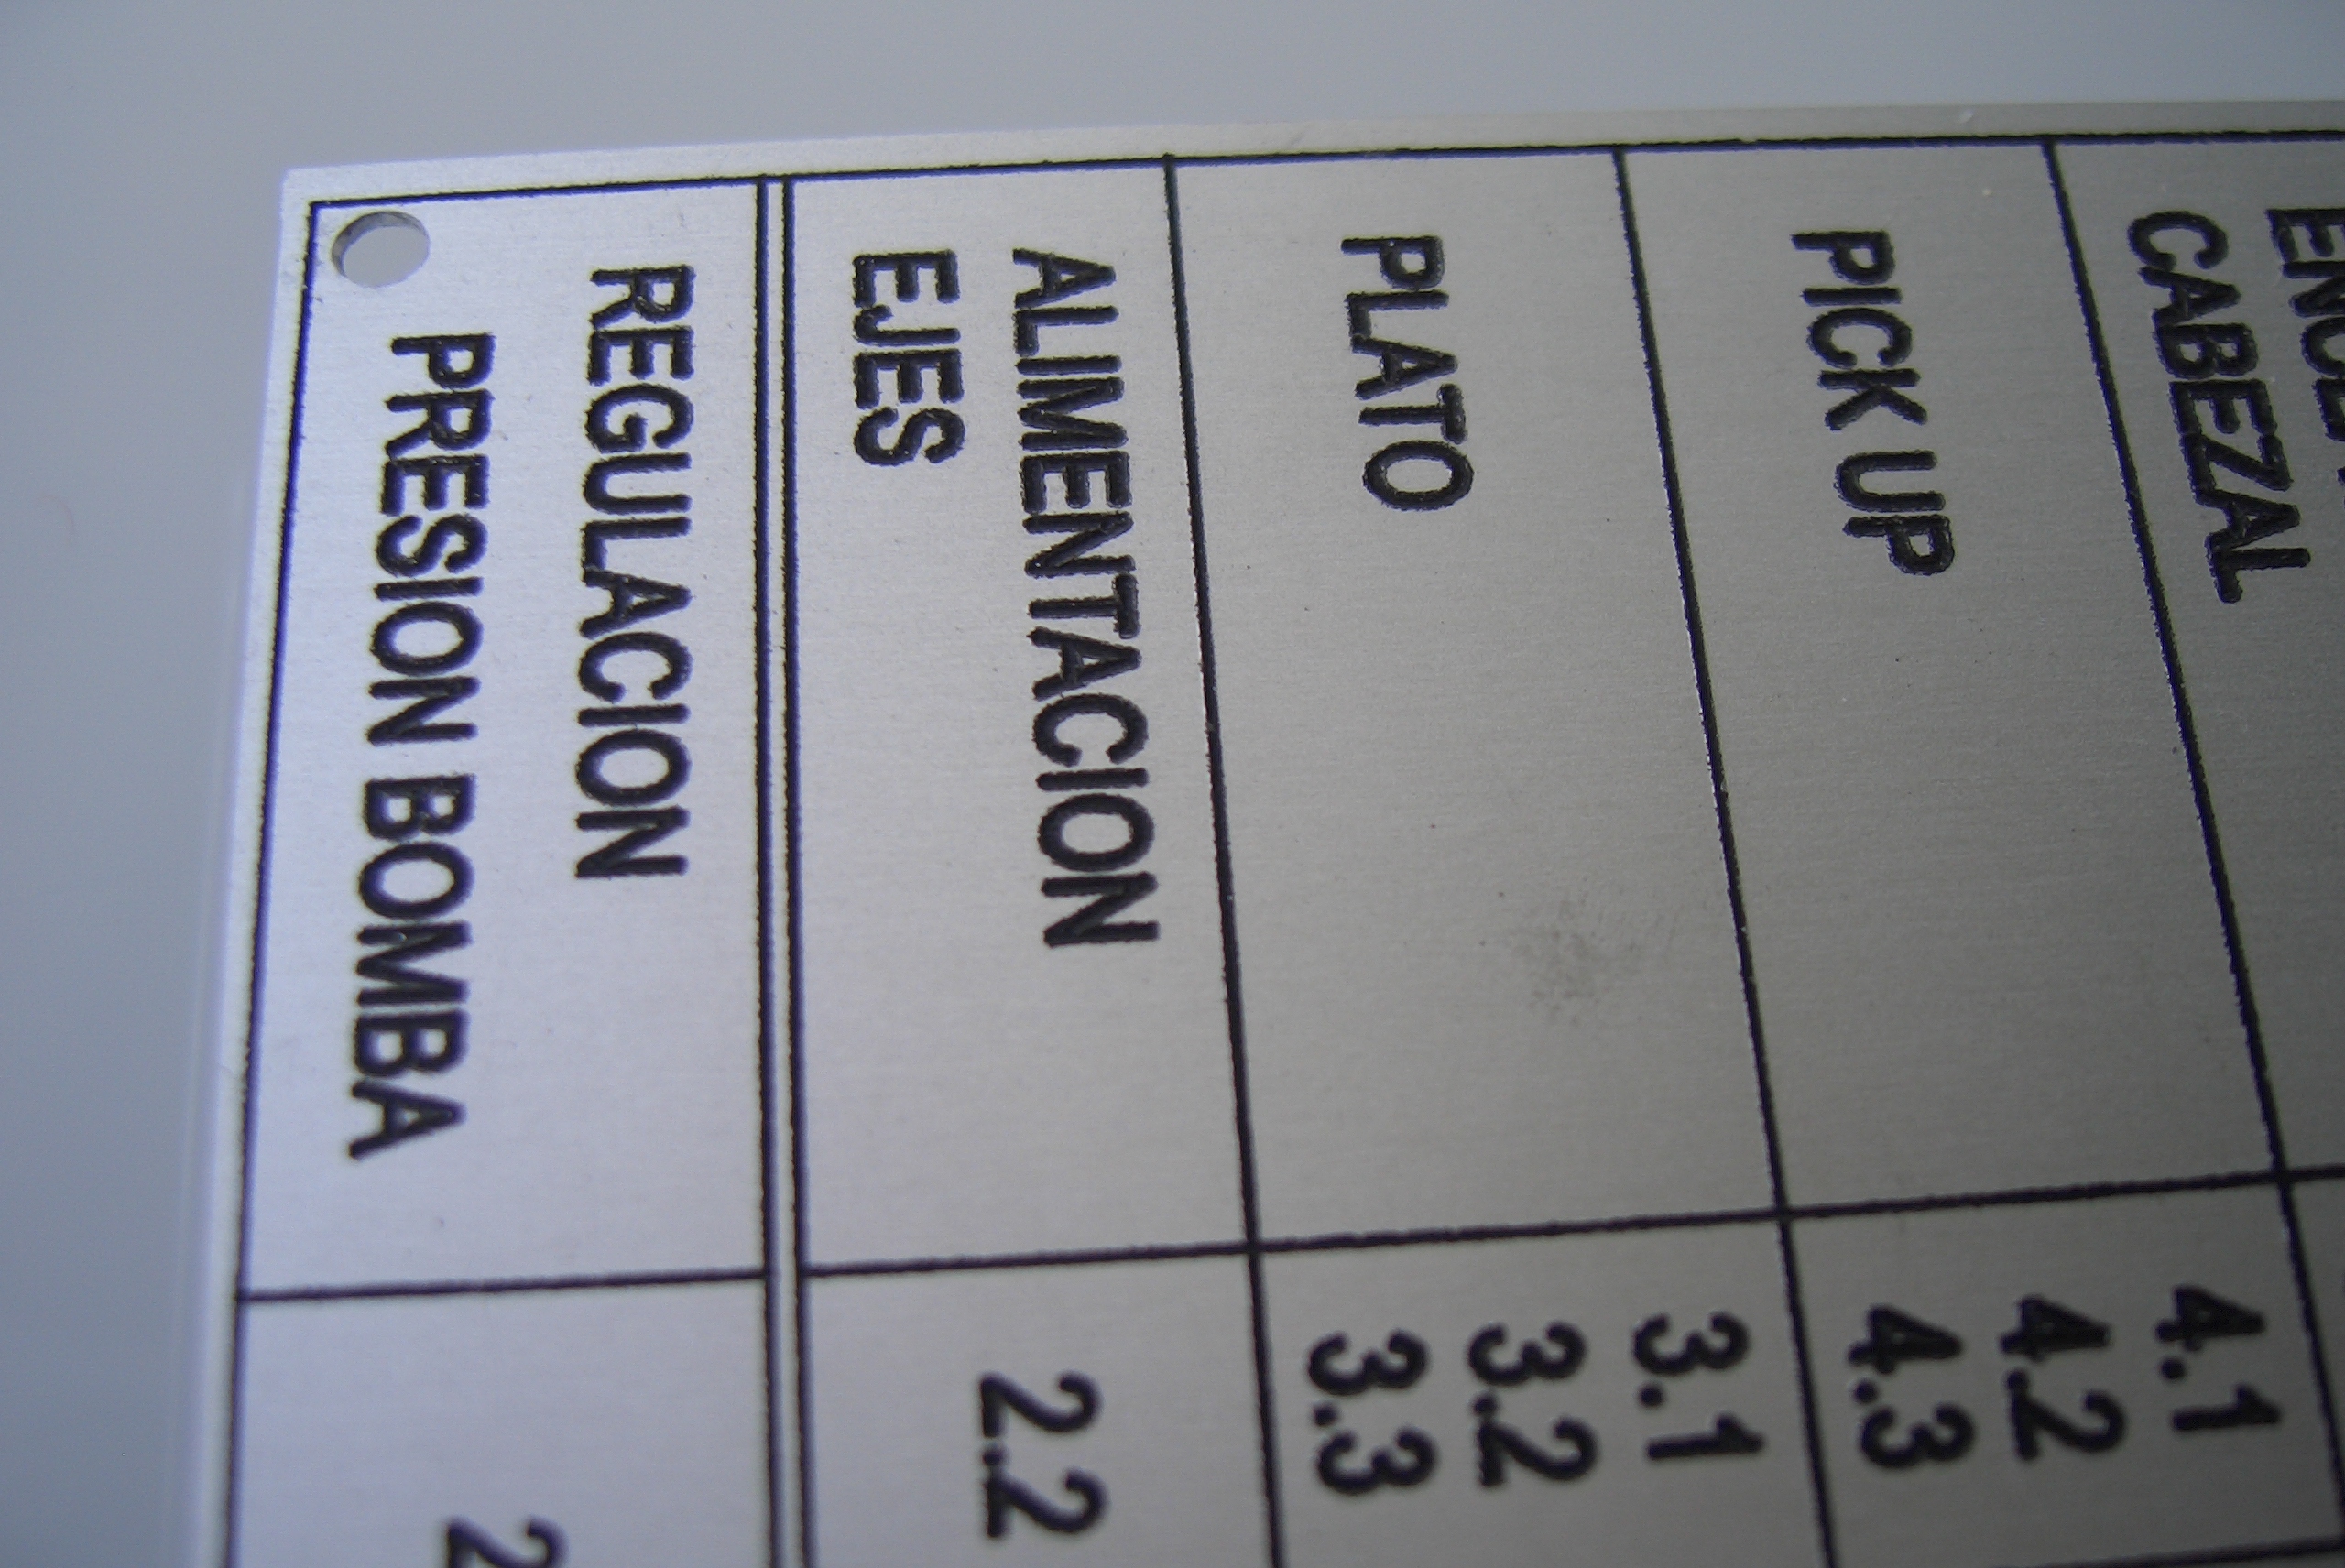 CABEZAL
PICK UP
4.1
4.2
4.3
PLATO
3.1
3.2
3.3
ALIMENTACION
EJES
2.2
REGULACION
PRESION BOMBA